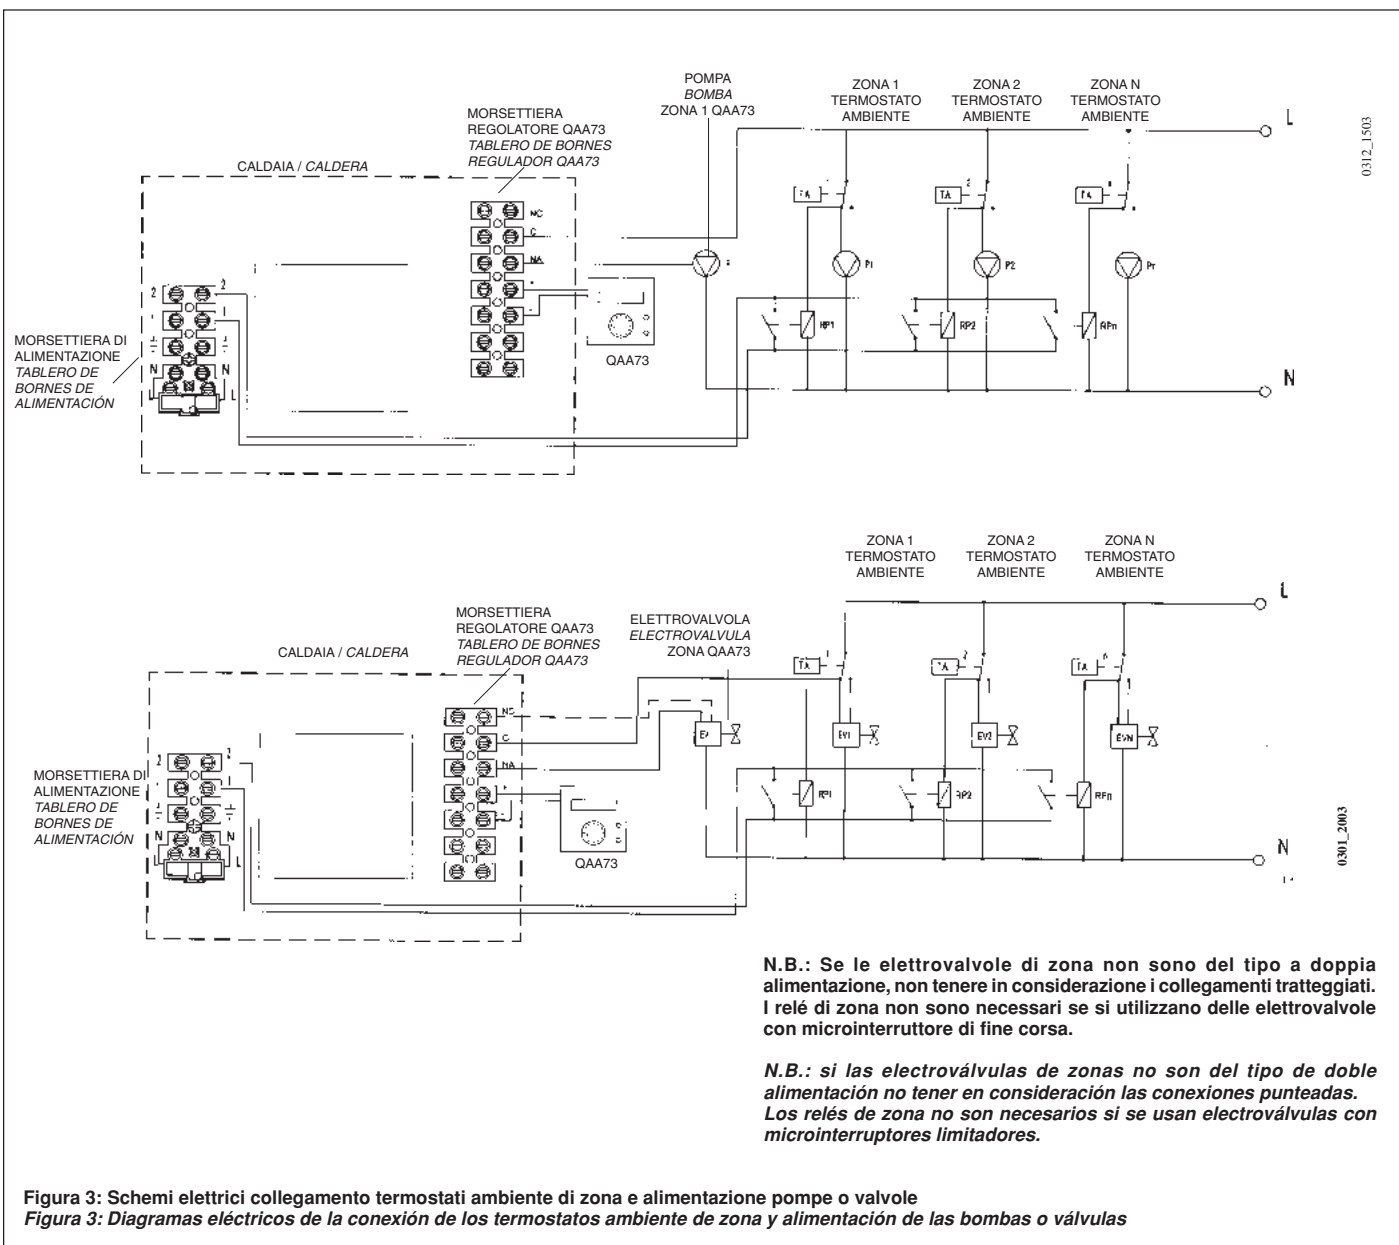 POMPA
BOMBA
ZONA 1 QAA73
ZONA 1
TERMOSTATO
AMBIENTE
ZONA 2
TERMOSTATO
AMBIENTE
ZONA N
TERMOSTATO
AMBIENTE
L
0312_1503
MORSETTIERA
REGOLATORE QAA73
TABLERO DE BORNES
REGULADOR QAA73
CALDAIA / CALDERA
NC
C
NA
TA
TA
TA
P1
P2
RP1
RP2
RPn
QAA73
2
2
N
N
L
L
MORSETTIERA DI
ALIMENTAZIONE
TABLERO DE
BORNES DE
ALIMENTACIÓN
N
ZONA 1
TERMOSTATO
AMBIENTE
ZONA 2
TERMOSTATO
AMBIENTE
ZONA N
TERMOSTATO
AMBIENTE
L
MORSETTIERA
REGOLATORE QAA73
TABLERO DE BORNES
REGULADOR QAA73
ELETTROVALVOLA
ELECTROVALVULA
ZONA QAA73
CALDAIA / CALDERA
C
NA
TA
TA
TA
EV1
EV2
EVN
RP1
RP2
RPn
QAA73
MORSETTIERA DI
ALIMENTAZIONE
TABLERO DE
BORNES DE
ALIMENTACIÓN
N
N
L
N
0301_2003
N.B.: Se le elettrovalvole di zona non sono del tipo a doppia
alimentazione, non tenere in considerazione i collegamenti tratteggiati.
I relé di zona non sono necessari se si utilizzano delle elettrovalvole
con microinterruttore di fine corsa.
N.B.: si las electroválvulas de zonas no son del tipo de doble
alimentación no tener en consideración las conexiones punteadas.
Los relés de zona no son necesarios si se usan electroválvulas con
microinterruptores limitadores.
Figura 3: Schemi elettrici collegamento termostati ambiente di zona e alimentazione pompe o valvole
Figura 3: Diagramas eléctricos de la conexión de los termostatos ambiente de zona y alimentación de las bombas o válvulas